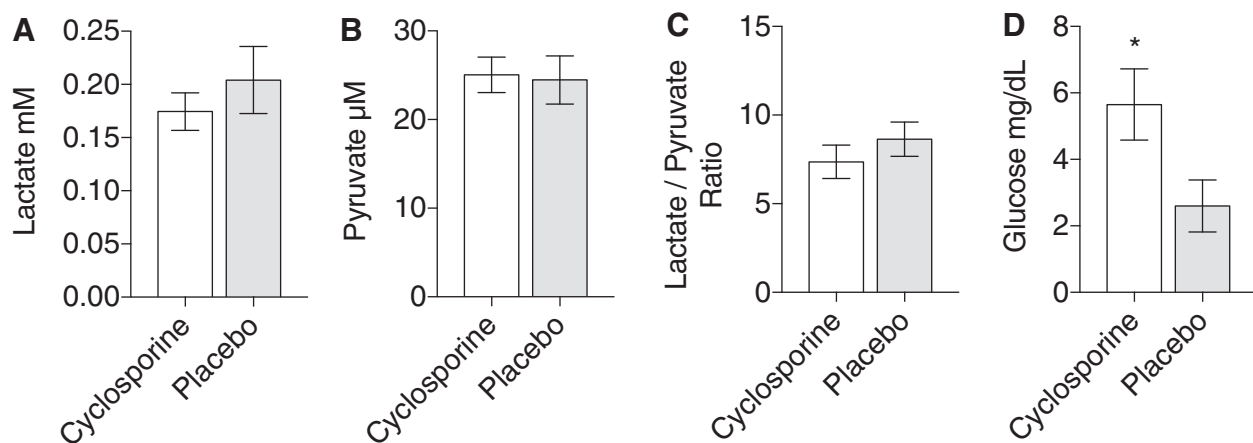 A
Lactate mM
0.25
0.20
0.15
0.10
0.05
0.00
Cyclosporine
Placebo
B
Pyruvate µM
30
20
10
0
Cyclosporine
Placebo
C
Lactate / Pyruvate
Ratio
15
10
5
0
Cyclosporine
Placebo
D
Glucose mg/dL
8
6
4
2
0
*
Cyclosporine
Placebo